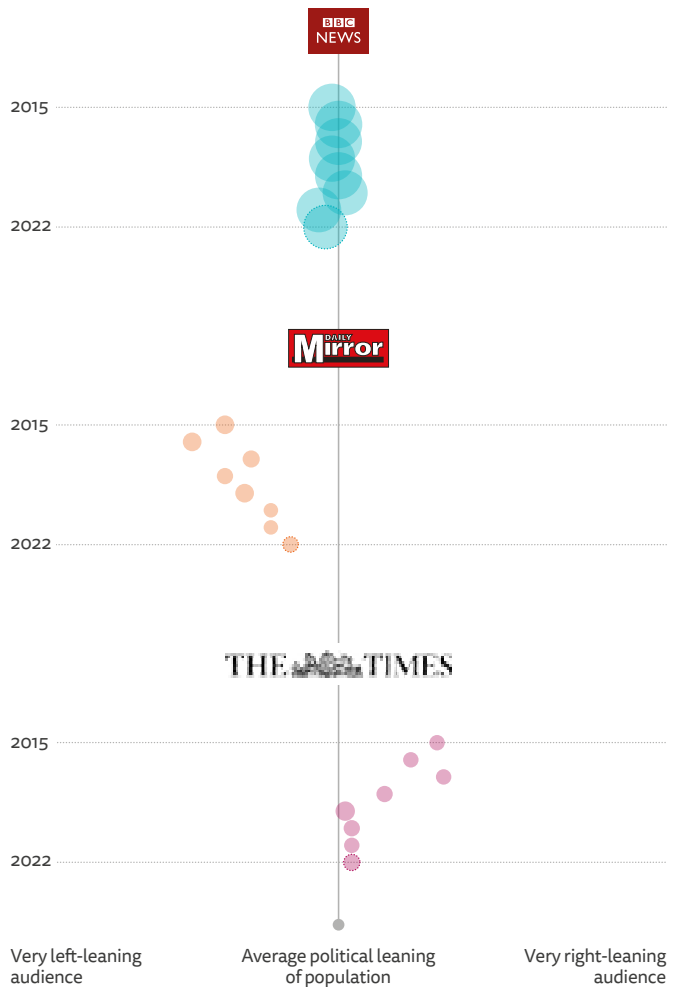 BBC
NEWS
2015
2022
DAILY
Mirror
2015
2022
THE TIMES
2015
2022
Very left-leaning
audience
Average political leaning
of population
Very right-leaning
audience